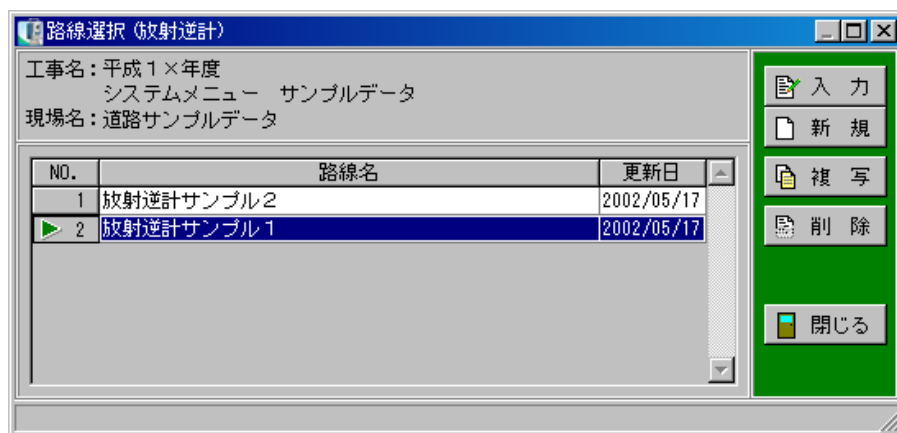 路線選択（放射逆計）
工事名：平成１×年度
システムメニュー　サンプルデータ
現場名：道路サンプルデータ
入　力
新　規
複　写
削　除
閉じる
NO.　路線名　更新日
1　放射逆計サンプル２　2002/05/17
2　放射逆計サンプル１　2002/05/17